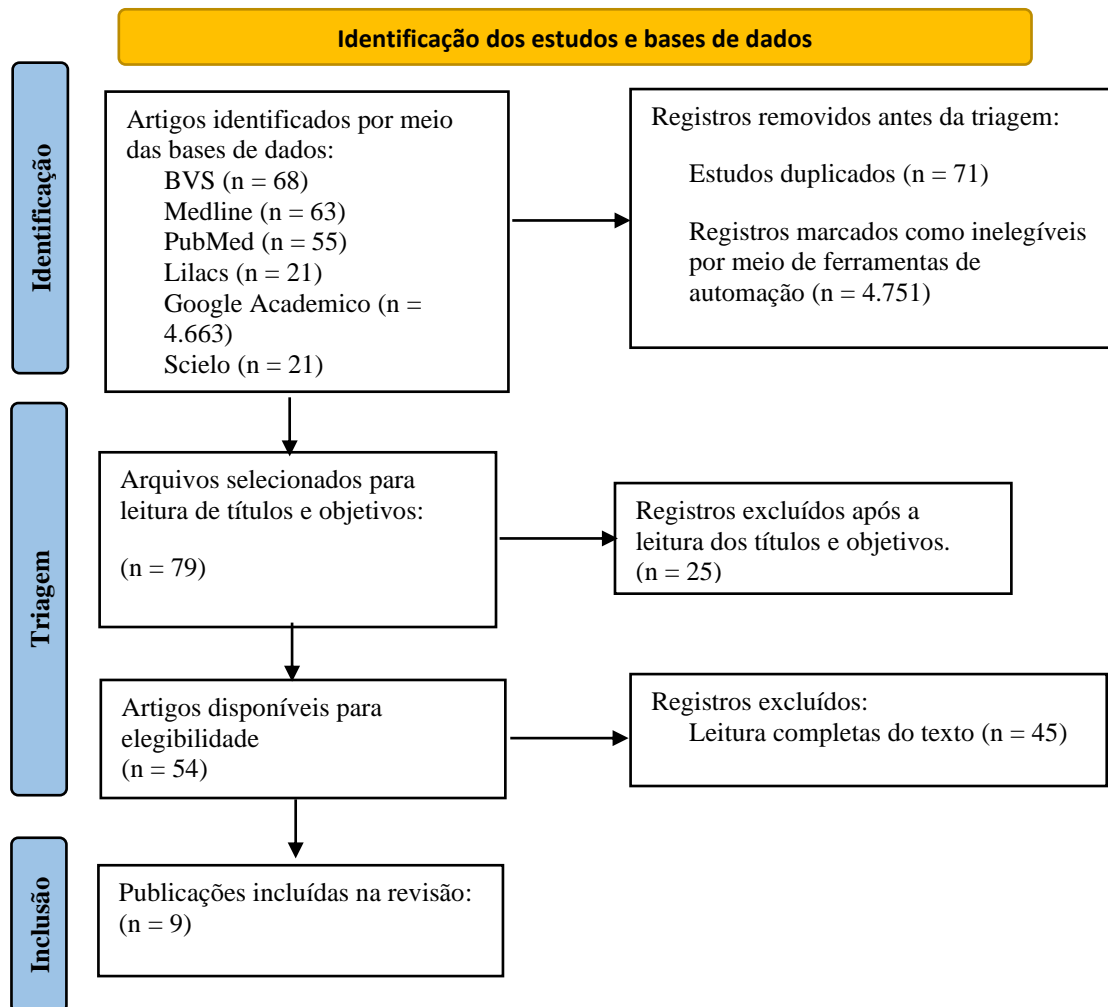 Identificação dos estudos e bases de dados
Identificação
Artigos identificados por meio
das bases de dados:
BVS (n = 68)
Medline (n = 63)
PubMed (n = 55)
Lilacs (n = 21)
Google Academico (n =
4.663)
Scielo (n = 21)
Registros removidos antes da triagem:
Estudos duplicados (n = 71)
Registros marcados como inelegíveis
por meio de ferramentas de
automação (n = 4.751)
Triagem
Arquivos selecionados para
leitura de títulos e objetivos:
(n = 79)
Registros excluídos após a
leitura dos títulos e objetivos.
(n = 25)
Artigos disponíveis para
elegibilidade
(n = 54)
Registros excluídos:
Leitura completas do texto (n = 45)
Inclusão
Publicações incluídas na revisão:
(n = 9)